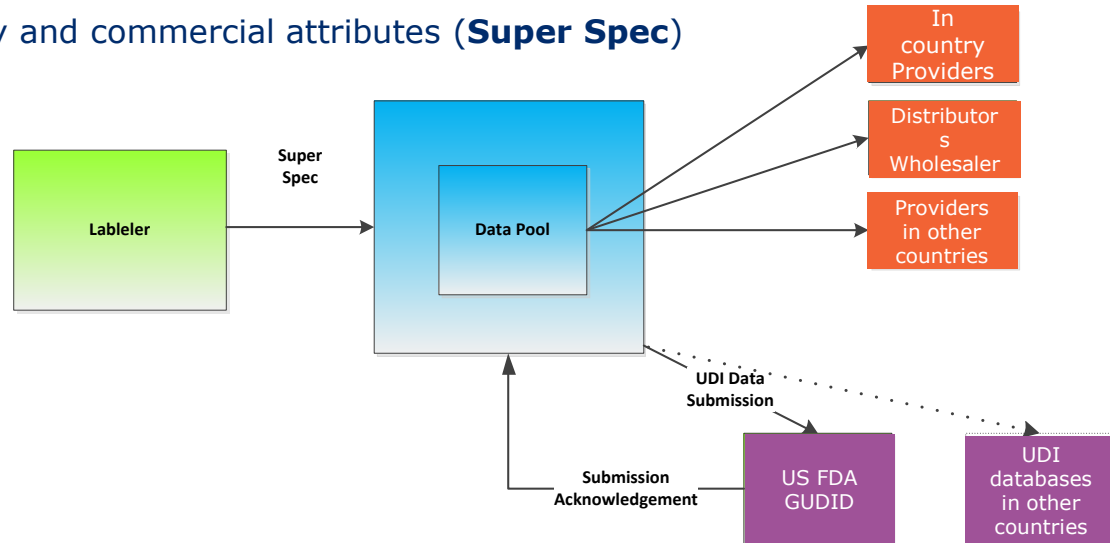 y and commercial attributes (Super Spec)
In
country
Providers
Distributor
s
Wholesaler
Providers
in other
countries
Super
Spec
Lableler
Data Pool
UDI Data
Submission
Submission
Acknowledgement
US FDA
GUDID
UDI
databases
in other
countries